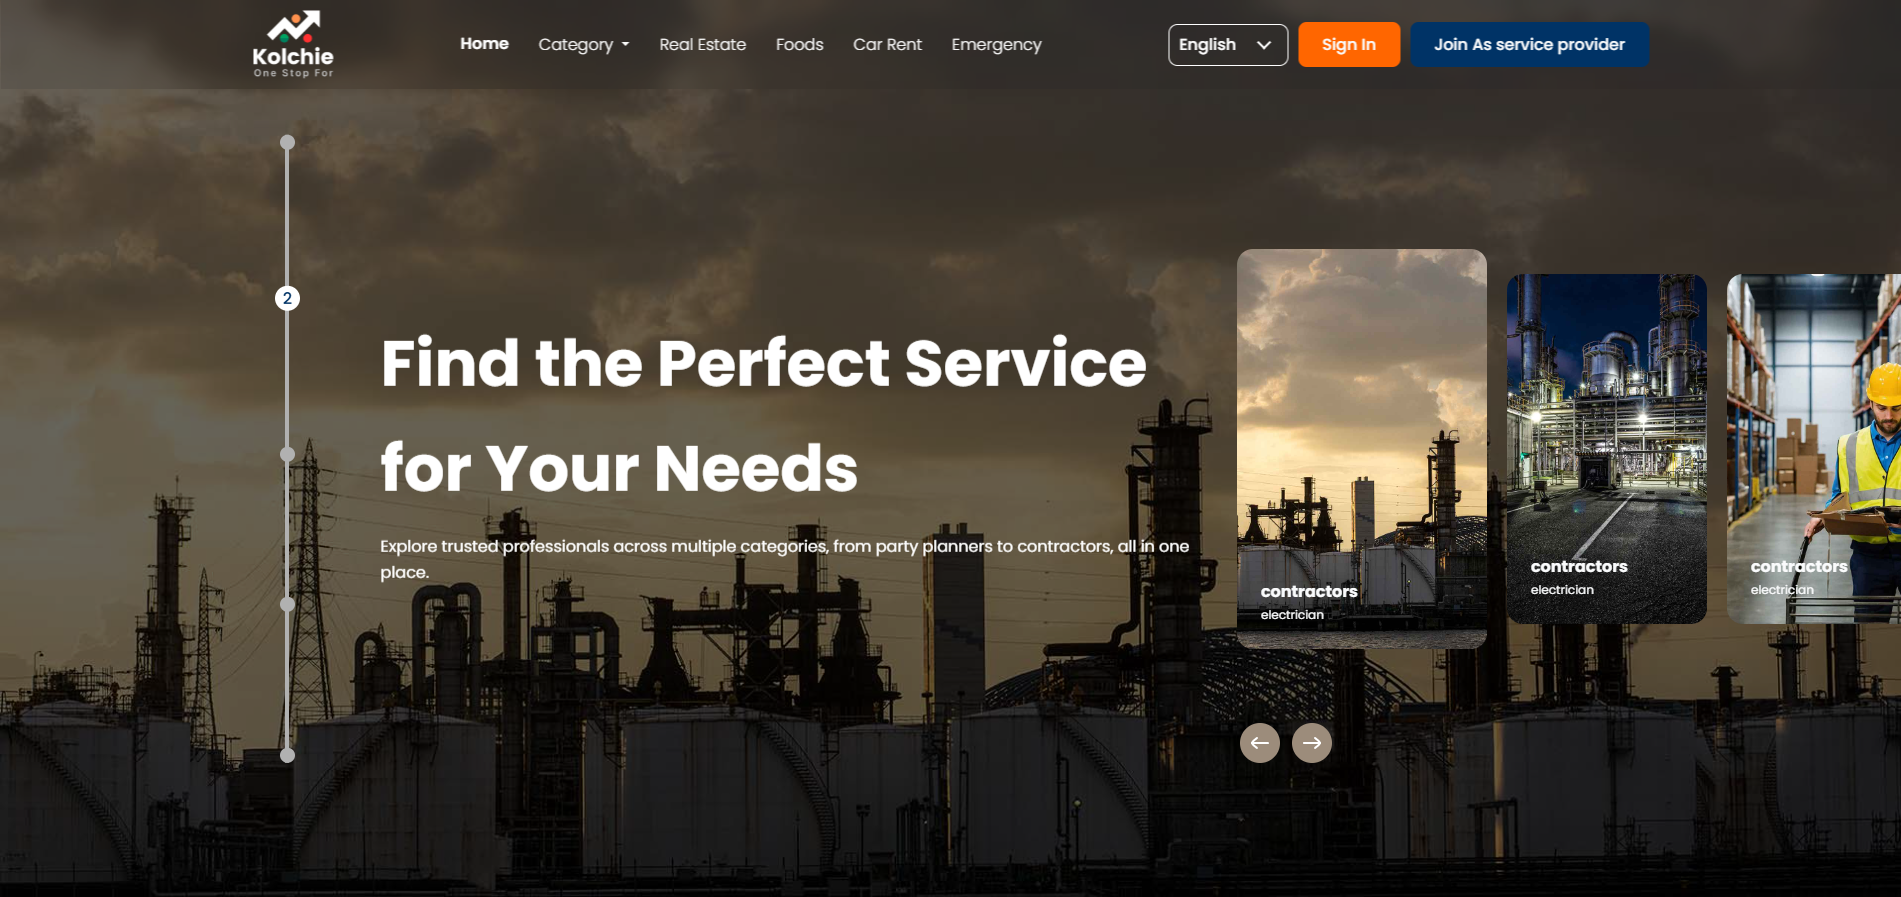 Kolchie
One Stop For
Home
Category
Real Estate
Foods
Car Rent
Emergency
English
Sign In
Join As service provider
2
Find the Perfect Service
for Your Needs
Explore trusted professionals across multiple categories, from party planners to contractors, all in one
place.
contractors
electrician
contractors
electrician
contractors
electrician